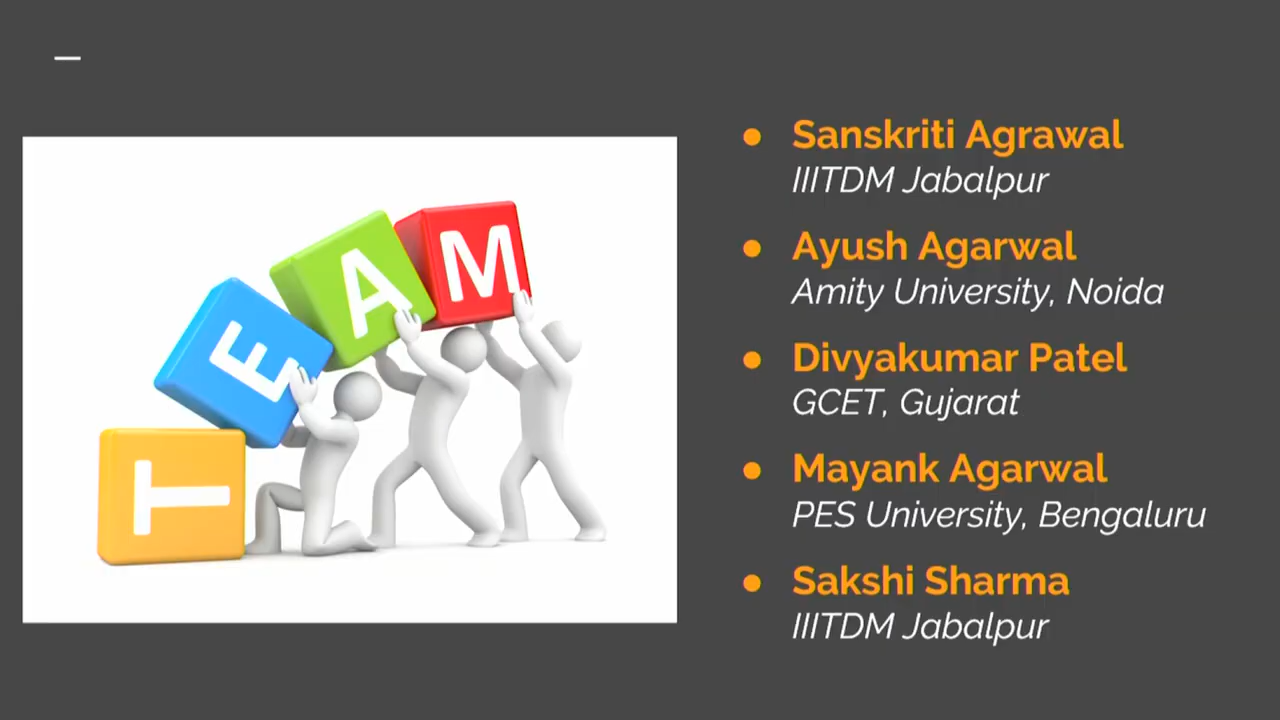 T
E
A
M
Sanskriti Agrawal
IIITDM Jabalpur
Ayush Agarwal
Amity University, Noida
Divyakumar Patel
GCET, Gujarat
Mayank Agarwal
PES University, Bengaluru
Sakshi Sharma
IIITDM Jabalpur